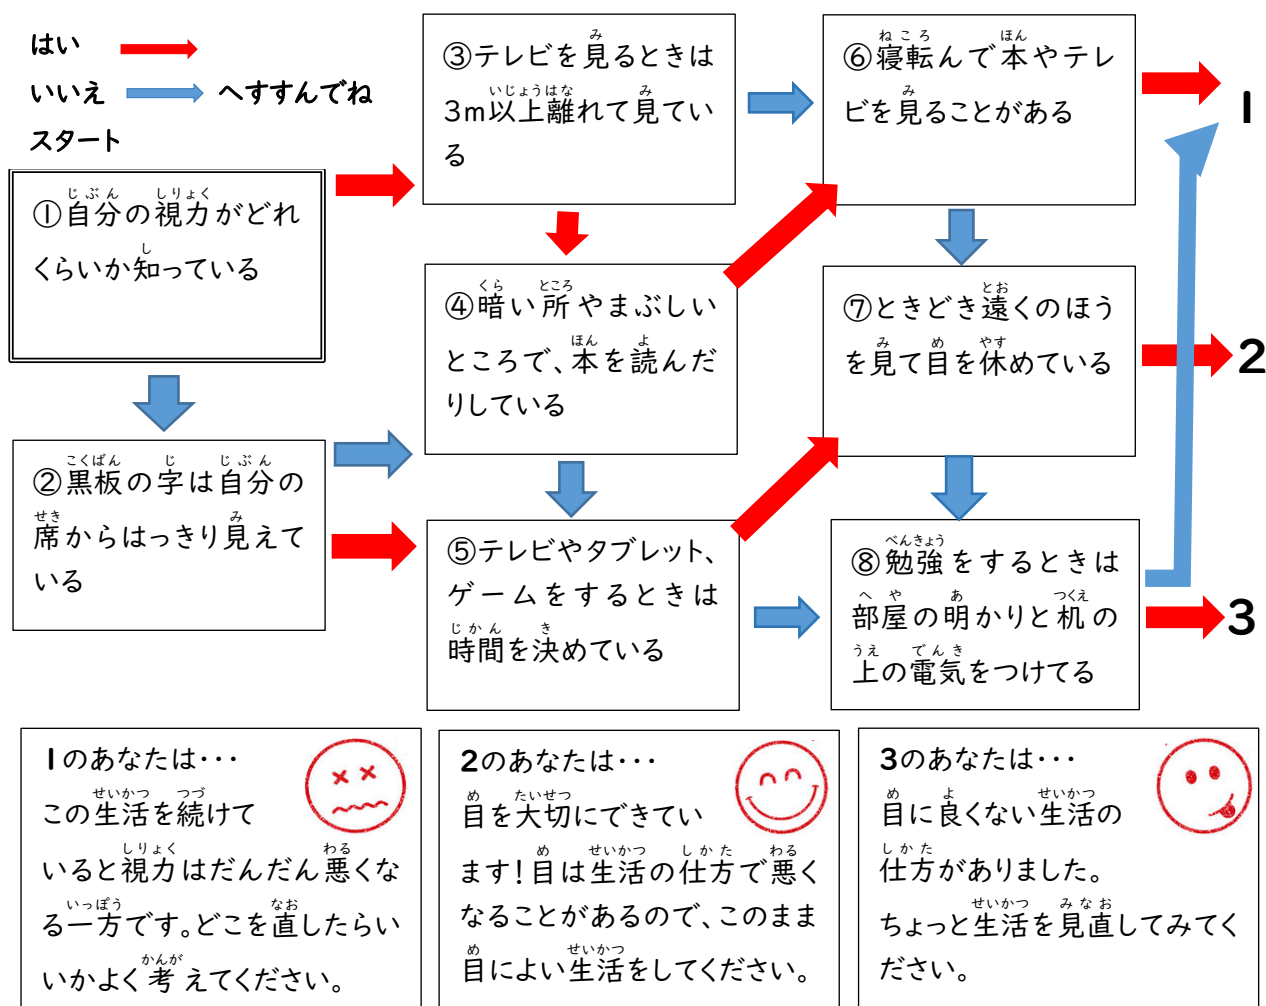 はい
いいえ へすすんでね
スタート
①自分の視力がどれ
くらいか知っている
②黒板の字は自分の
席からはっきり見えて
いる
③テレビを見るときは
3m以上離れて見てい
る
④暗い所やまぶしい
ところで、本を読んだ
りしている
⑤テレビやタブレット、
ゲームをするときは
時間を決めている
⑥寝転んで本やテレ
ビを見ることがある
⑦ときどき遠くのほう
を見て目を休めている
⑧勉強をするときは
部屋の明かりと机の
上の電気をつけてる
1
2
3
1のあなたは・・・
この生活を続けて
いると視力はだんだん悪くな
る一方です。どこを直したらい
いかよく考えてください。
2のあなたは・・・
目を大切にできてい
ます!目は生活の仕方で悪く
なることがあるので、このまま
目によい生活をしてください。
3のあなたは・・・
目に良くない生活の
仕方がありました。
ちょっと生活を見直してみてく
ださい。